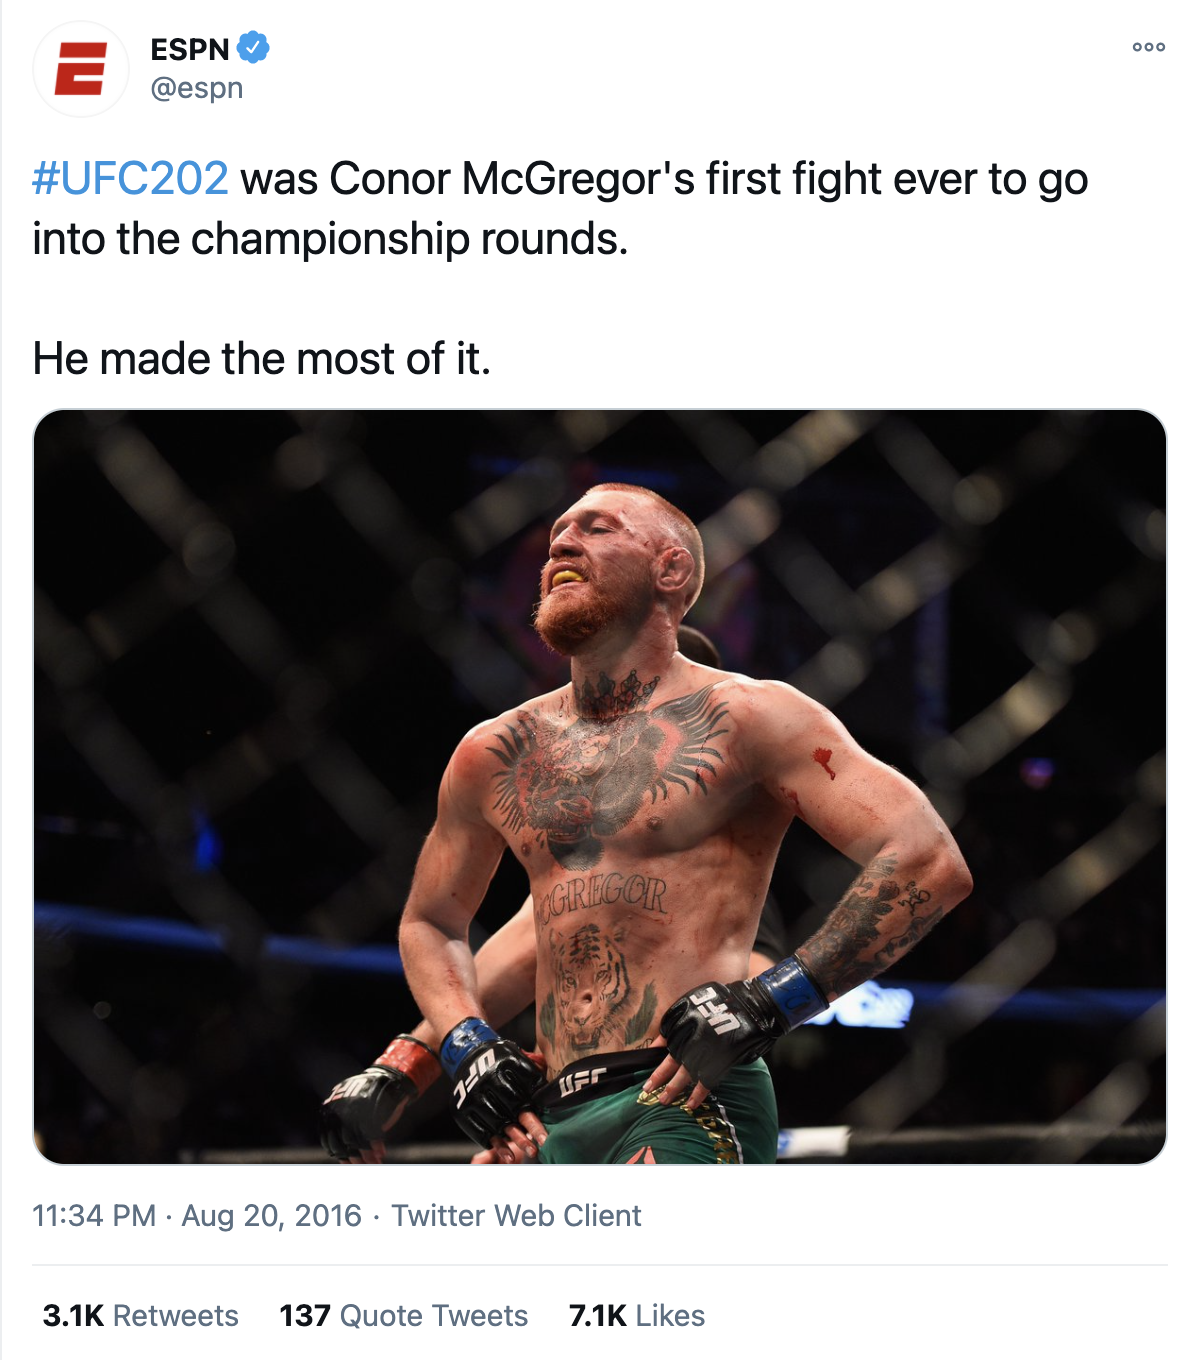 ESPN
@espn
#UFC202 was Conor McGregor's first fight ever to go
into the championship rounds.
He made the most of it.
CGREGOR
UFC
UFC
UFC
UFC
11:34 PM · Aug 20, 2016 · Twitter Web Client
3.1K Retweets 137 Quote Tweets 7.1K Likes